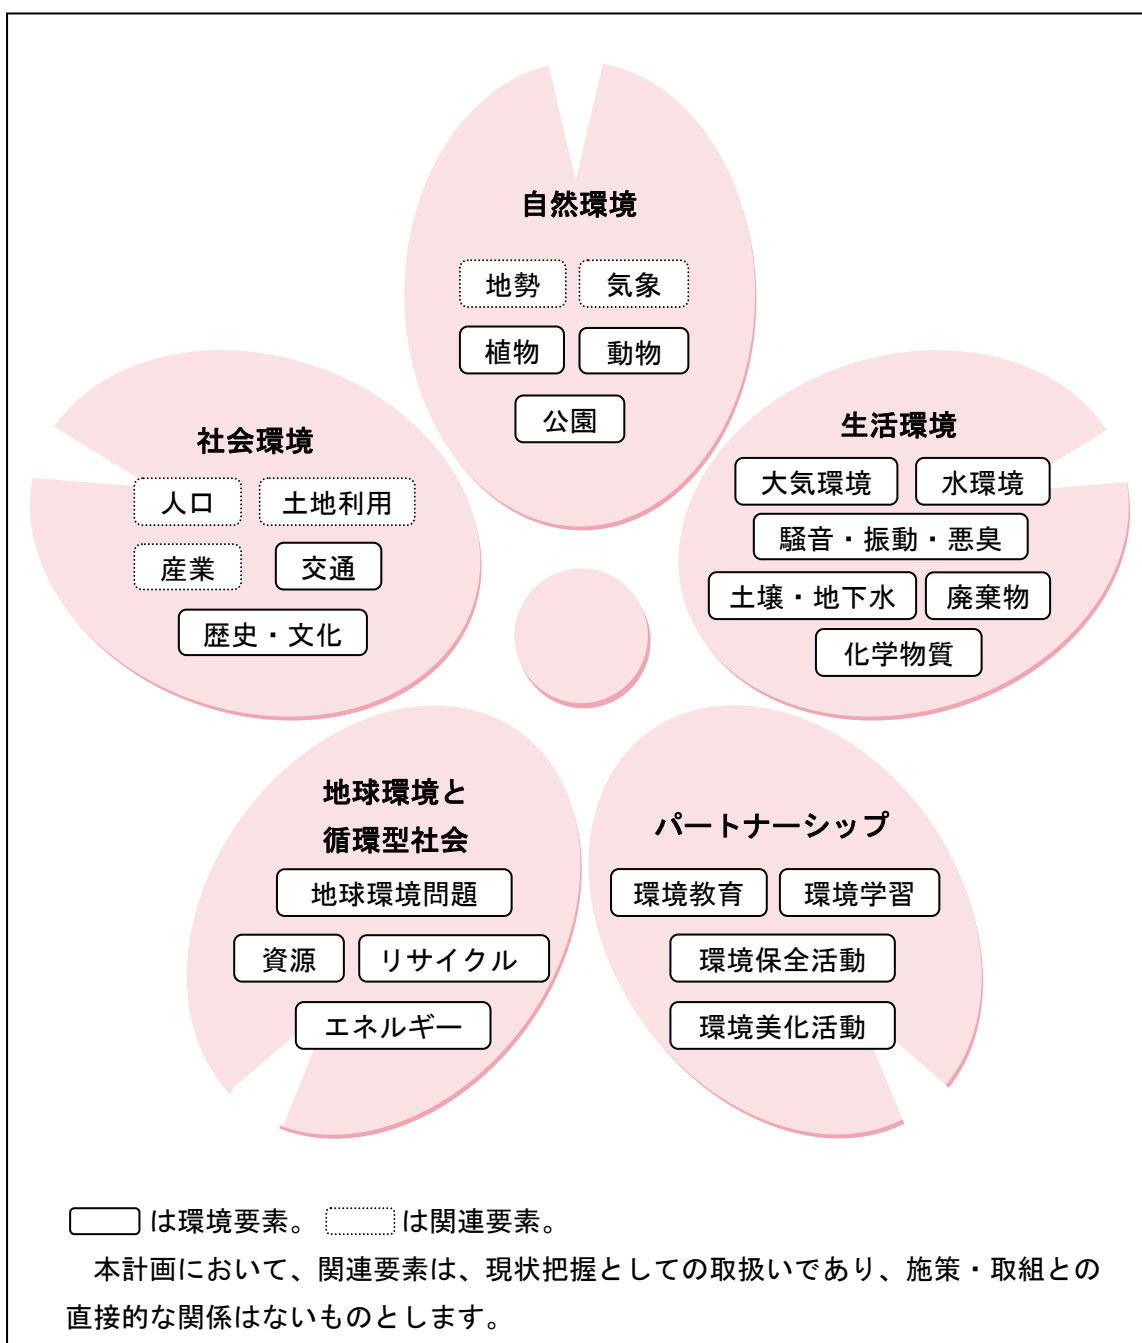 自然環境
地勢
気象
植物
動物
公園
社会環境
人口
土地利用
産業
交通
歴史・文化
生活環境
大気環境
水環境
騒音・振動・悪臭
土壌・地下水
廃棄物
化学物質
地球環境と
循環型社会
地球環境問題
資源
リサイクル
エネルギー
パートナーシップ
環境教育
環境学習
環境保全活動
環境美化活動
は環境要素。 は関連要素。
本計画において、関連要素は、現状把握としての取扱いであり、施策・取組との
直接的な関係はないものとします。